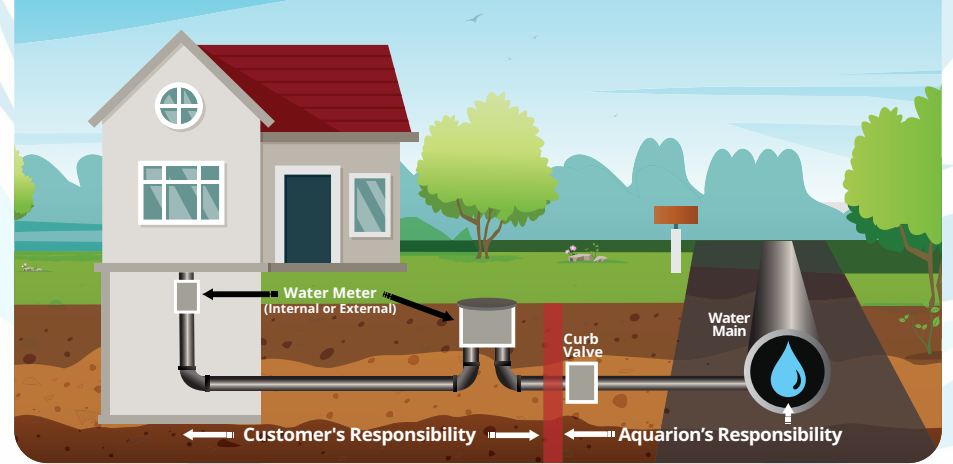 Water Meter
(Internal or External)
Water
Main
Curb
Valve
Customer's Responsibility
Aquarion’s Responsibility